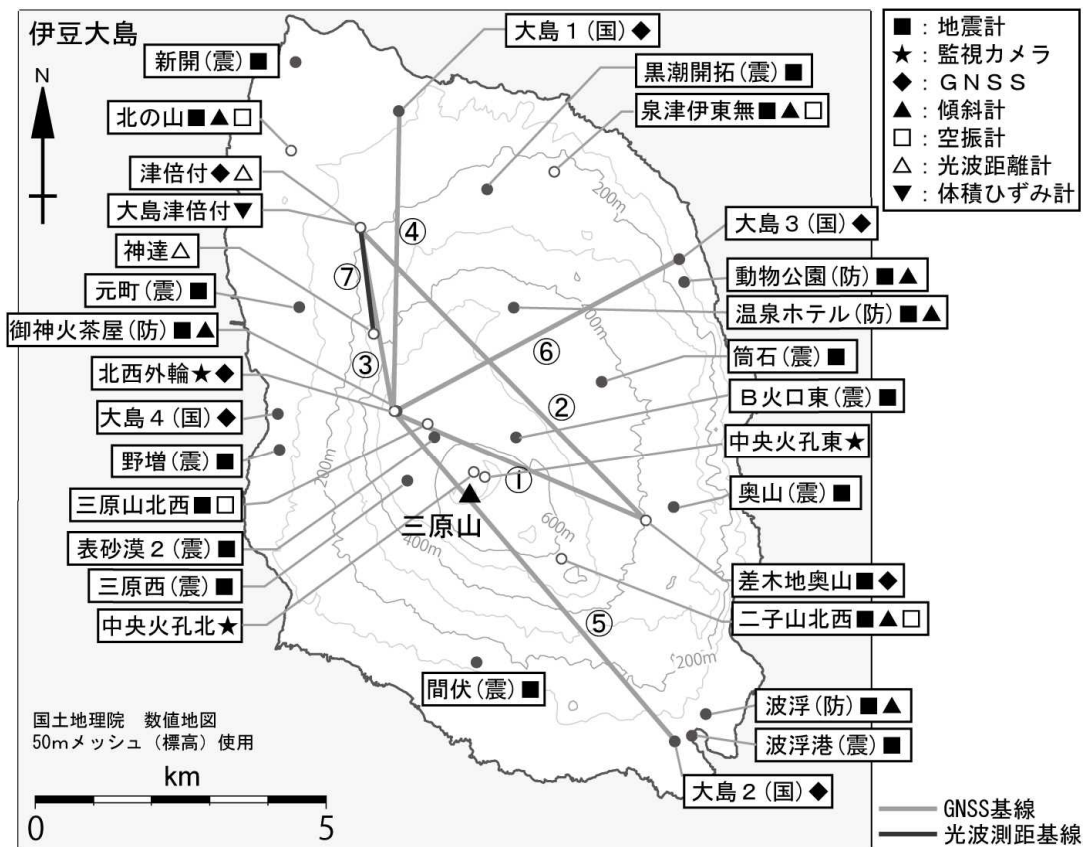 伊豆大島
N
新開(震)■
北の山■▲□
津倍付◆△
大島津倍付▼
神達△
元町(震)■
御神火茶屋(防)■▲
北西外輪★◆
大島4(国)◆
野増(震)■
三原山北西■□
表砂漠2(震)■
三原西(震)■
中央火孔北★
大島1(国)◆
黒潮開拓(震)■
泉津伊東無■▲□
大島3(国)◆
動物公園(防)■▲
温泉ホテル(防)■▲
筒石(震)■
B火口東(震)■
中央火孔東★
奥山(震)■
差木地奥山■◆
二子山北西■▲□
波浮(防)■▲
波浮港(震)■
大島2(国)◆
間伏(震)■
三原山
④
⑦
③
⑥
②
①
⑤
200m
200m
400m
600m
200m
■:地震計
★:監視カメラ
◆:GNSS
▲:傾斜計
□:空振計
△:光波距離計
▼:体積ひずみ計
国土地理院 数値地図
50mメッシュ(標高)使用
km
0 5
GNSS基線
光波測距基線